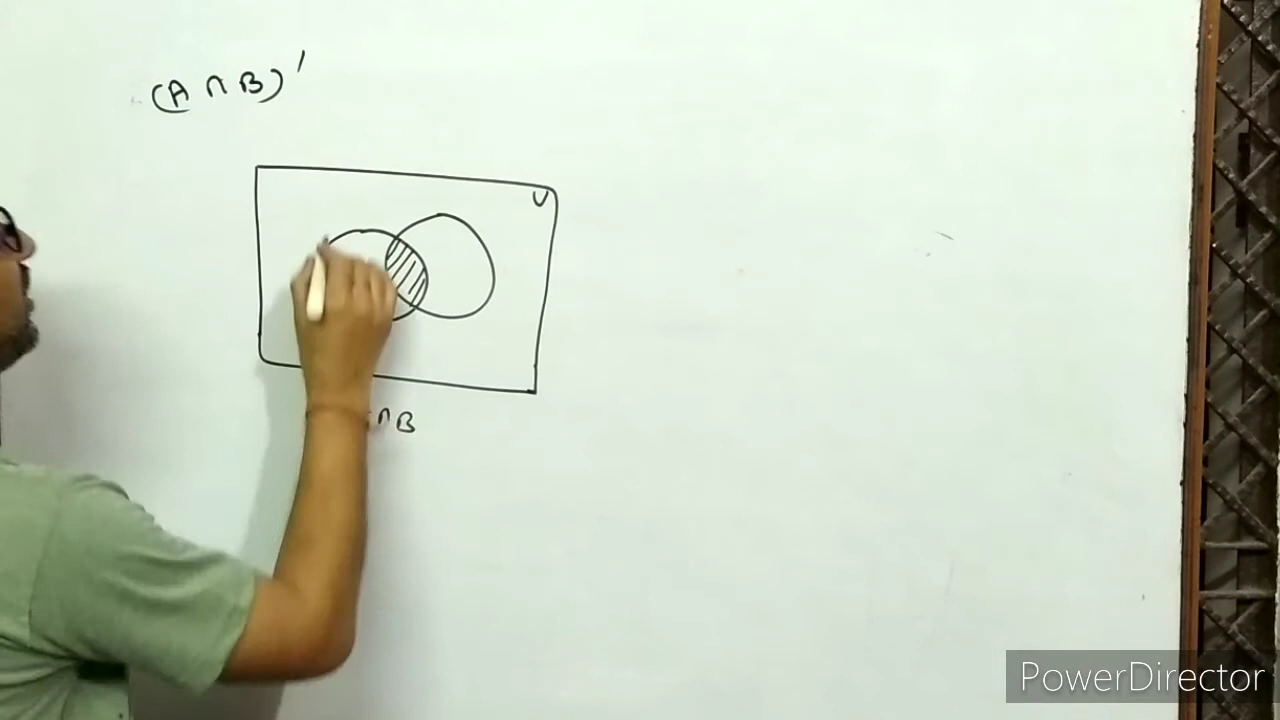 (A ∩ B)'
U
∩B
PowerDirector